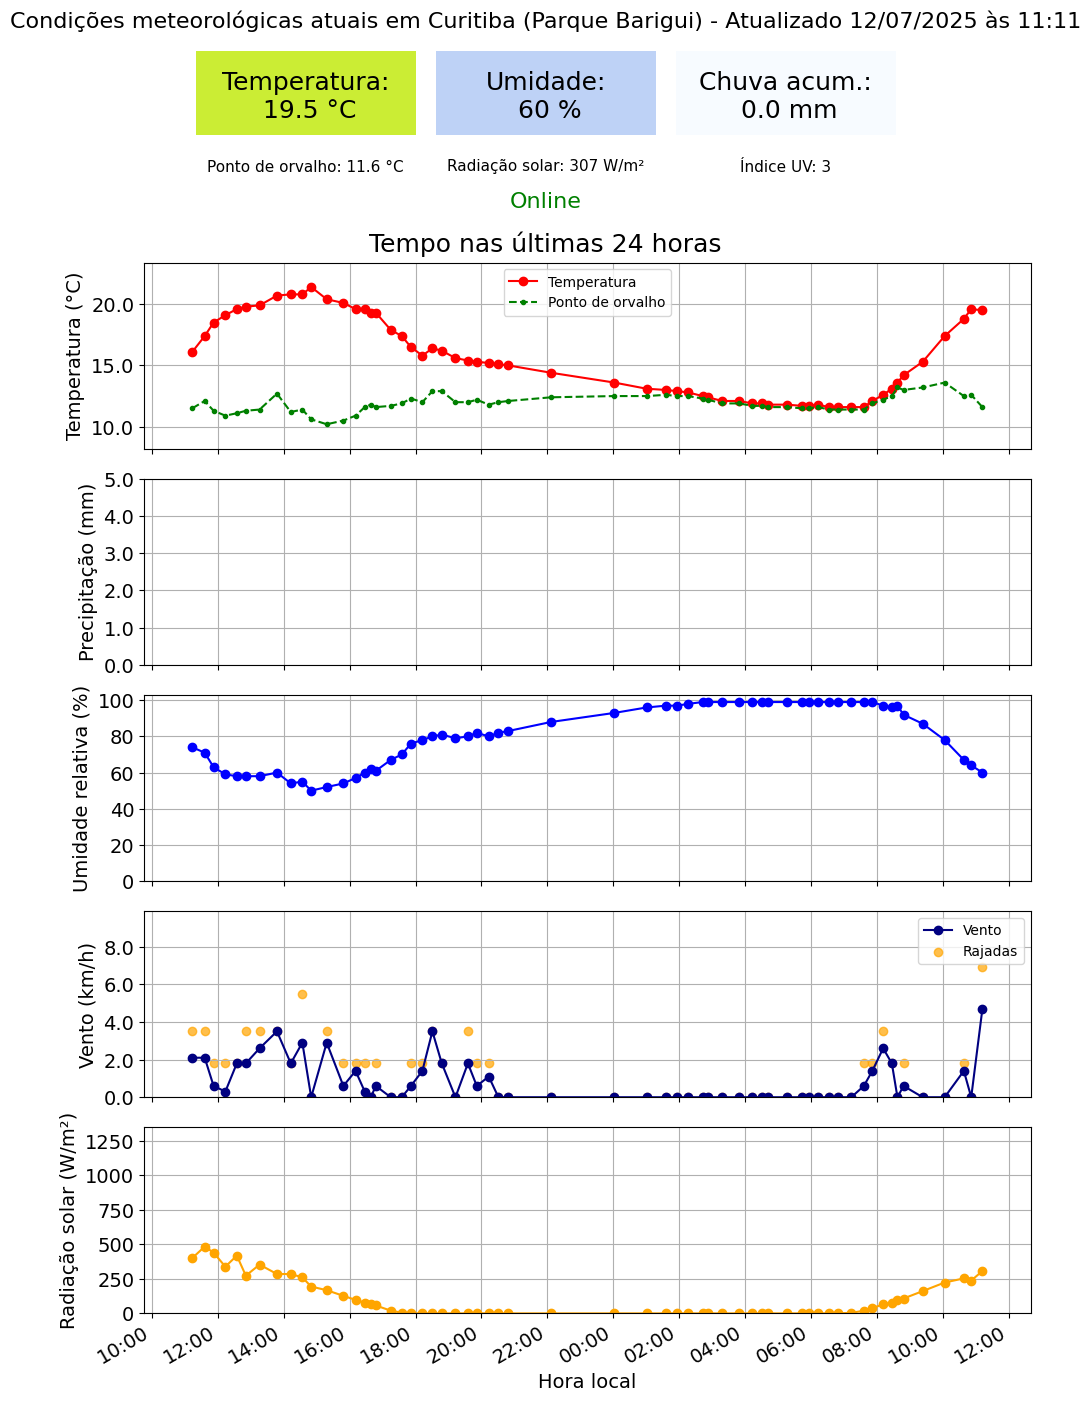 Condições meteorológicas atuais em Curitiba (Parque Barigui) - Atualizado 12/07/2025 às 11:11
Temperatura:
19.5 °C
Umidade:
60 %
Chuva acum.:
0.0 mm
Ponto de orvalho: 11.6 °C
Radiação solar: 307 W/m²
Índice UV: 3
Online
Tempo nas últimas 24 horas
Temperatura (°C)
20.0
15.0
10.0
Temperatura
Ponto de orvalho
Precipitação (mm)
5.0
4.0
3.0
2.0
1.0
0.0
Umidade relativa (%)
100
80
60
40
20
0
Vento (km/h)
8.0
6.0
4.0
2.0
0.0
Vento
Rajadas
Radiação solar (W/m²)
1250
1000
750
500
250
0
10:00
12:00
14:00
16:00
18:00
20:00
22:00
00:00
02:00
04:00
06:00
08:00
10:00
12:00
Hora local